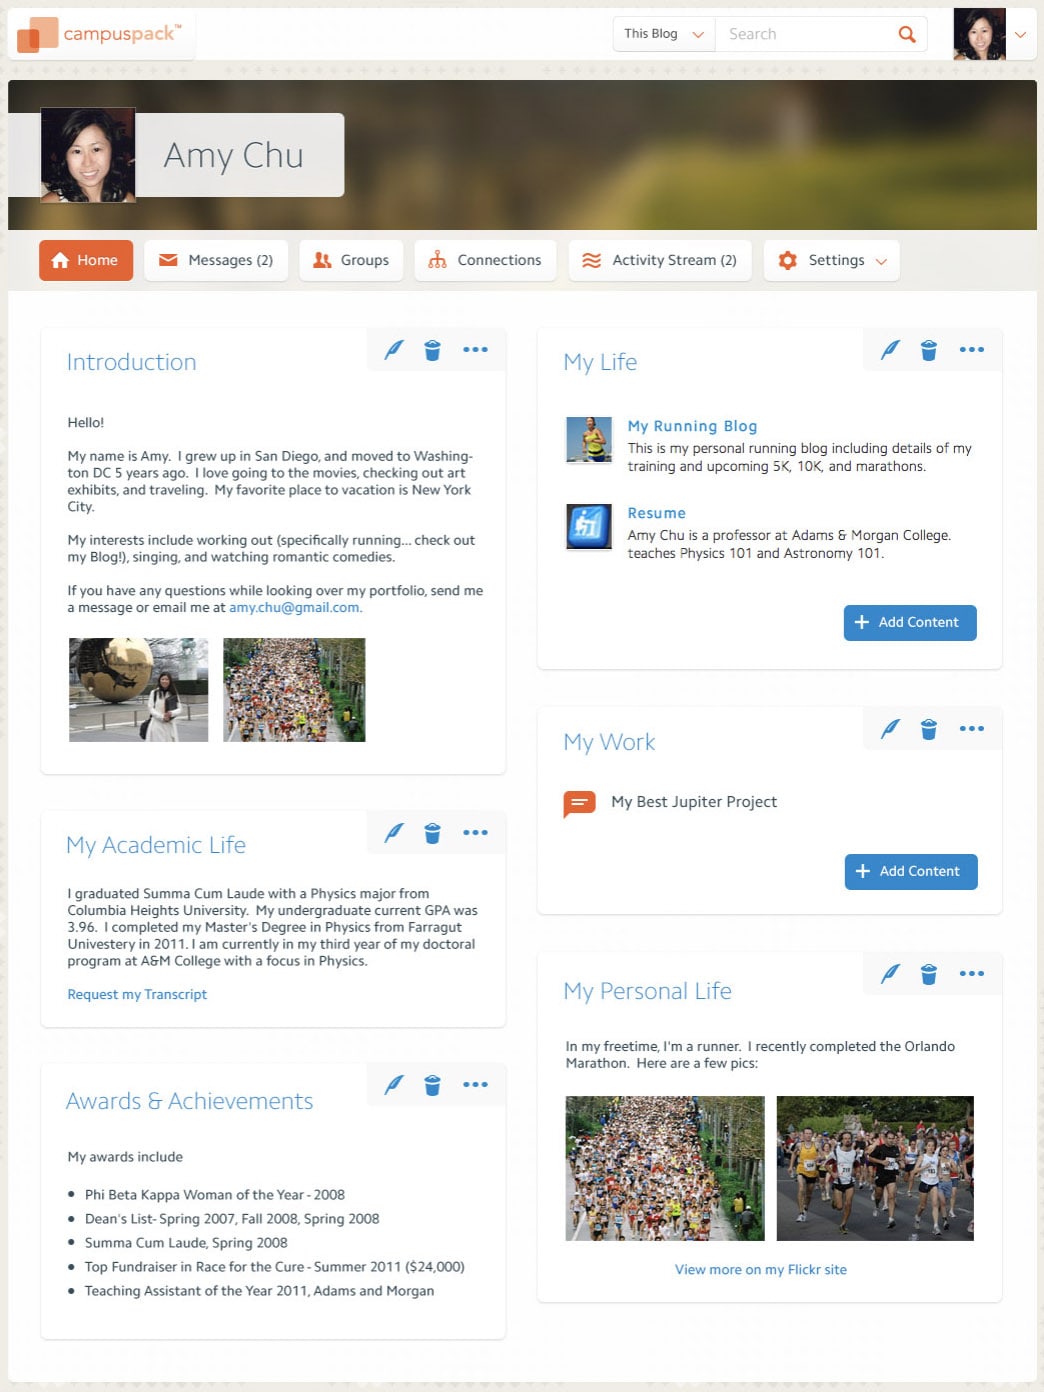 campuspack™
This Blog
Search
Amy Chu
Home
Messages (2)
Groups
Connections
Activity Stream (2)
Settings
Introduction
Hello!
My name is Amy.  I grew up in San Diego, and moved to Washing-
ton DC 5 years ago.  I love going to the movies, checking out art
exhibits, and traveling.  My favorite place to vacation is New York
City.
My interests include working out (specifically running... check out
my Blog!), singing, and watching romantic comedies.
If you have any questions while looking over my portfolio, send me
a message or email me at amy.chu@gmail.com.
My Academic Life
I graduated Summa Cum Laude with a Physics major from
Columbia Heights University.  My undergraduate current GPA was
3.96.  I completed my Master's Degree in Physics from Farragut
Univestery in 2011. I am currently in my third year of my doctoral
program at A&M College with a focus in Physics.
Request my Transcript
Awards & Achievements
My awards include
• Phi Beta Kappa Woman of the Year - 2008
• Dean's List- Spring 2007, Fall 2008, Spring 2008
• Summa Cum Laude, Spring 2008
• Top Fundraiser in Race for the Cure - Summer 2011 ($24,000)
• Teaching Assistant of the Year 2011, Adams and Morgan
My Life
My Running Blog
This is my personal running blog including details of my
training and upcoming 5K, 10K, and marathons.
Resume
Amy Chu is a professor at Adams & Morgan College.
teaches Physics 101 and Astronomy 101.
+ Add Content
My Work
My Best Jupiter Project
+ Add Content
My Personal Life
In my freetime, I'm a runner.  I recently completed the Orlando
Marathon.  Here are a few pics:
View more on my Flickr site